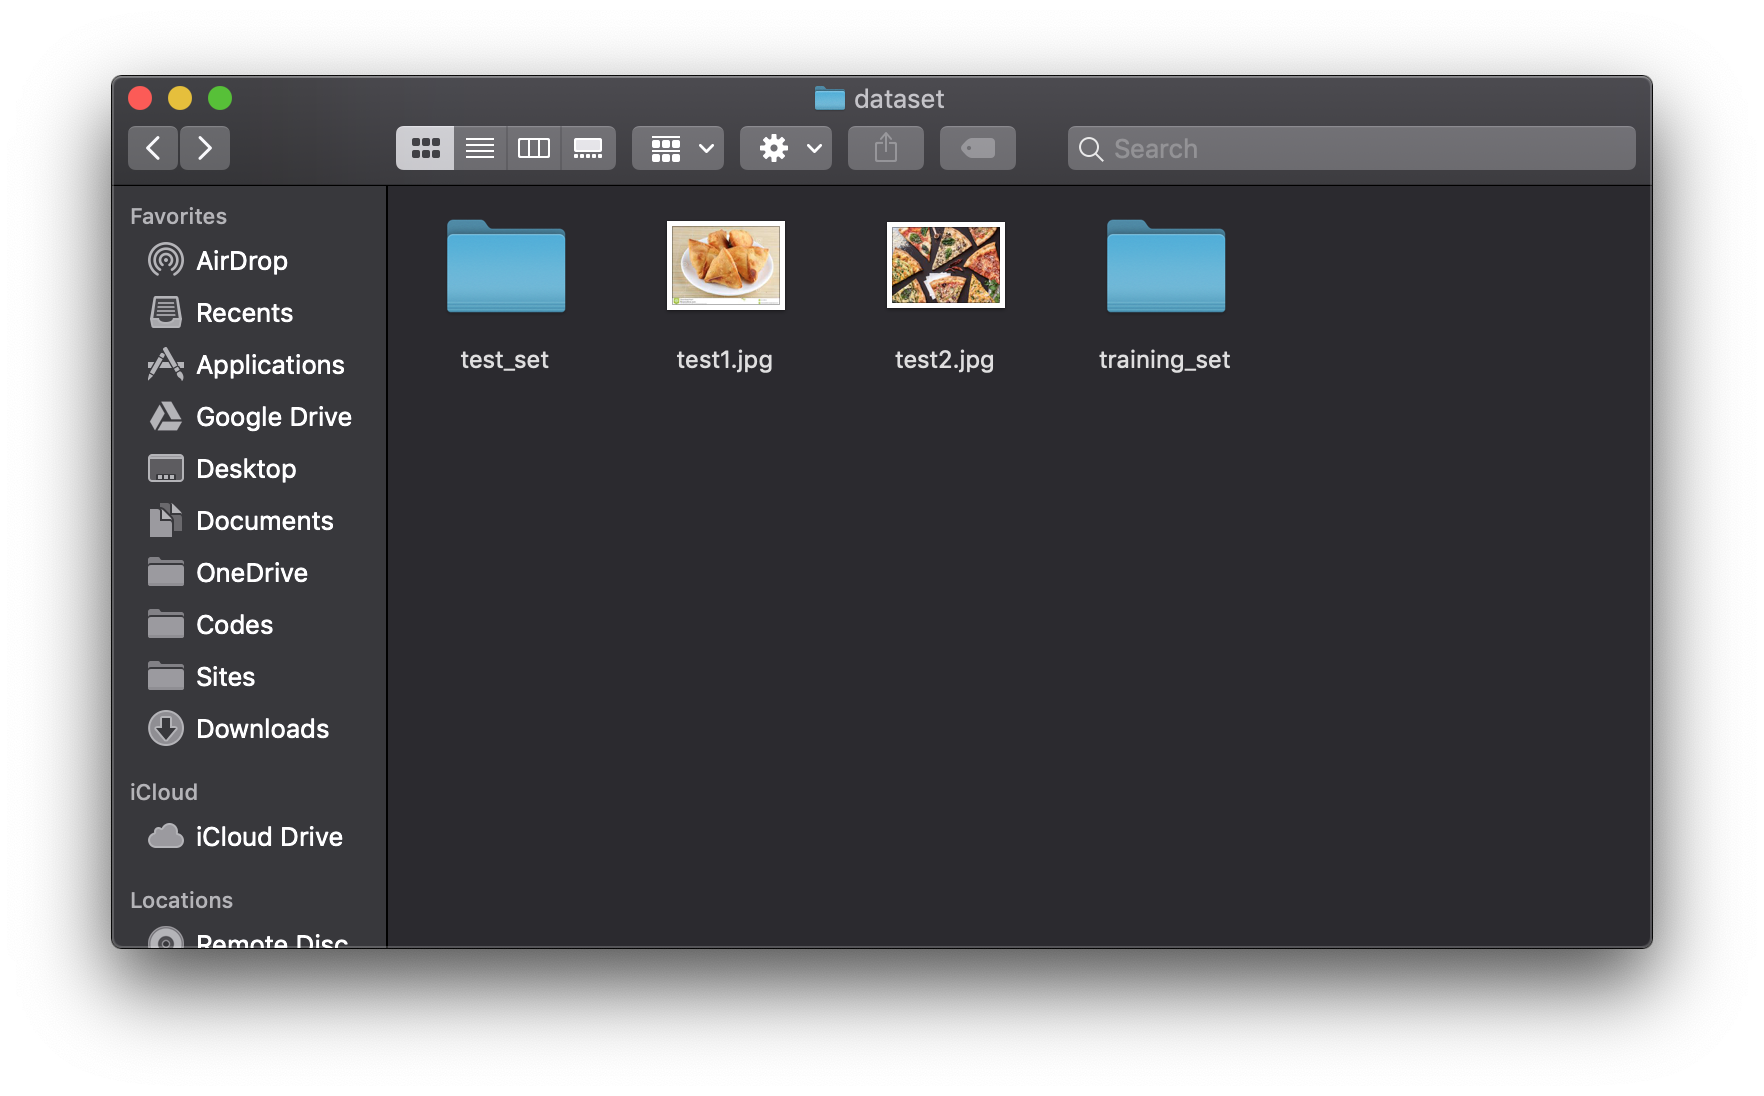 dataset
Search
Favorites
AirDrop
Recents
Applications
Google Drive
Desktop
Documents
OneDrive
Codes
Sites
Downloads
iCloud
iCloud Drive
Locations
Remote Disc
test_set
test1.jpg
test2.jpg
training_set